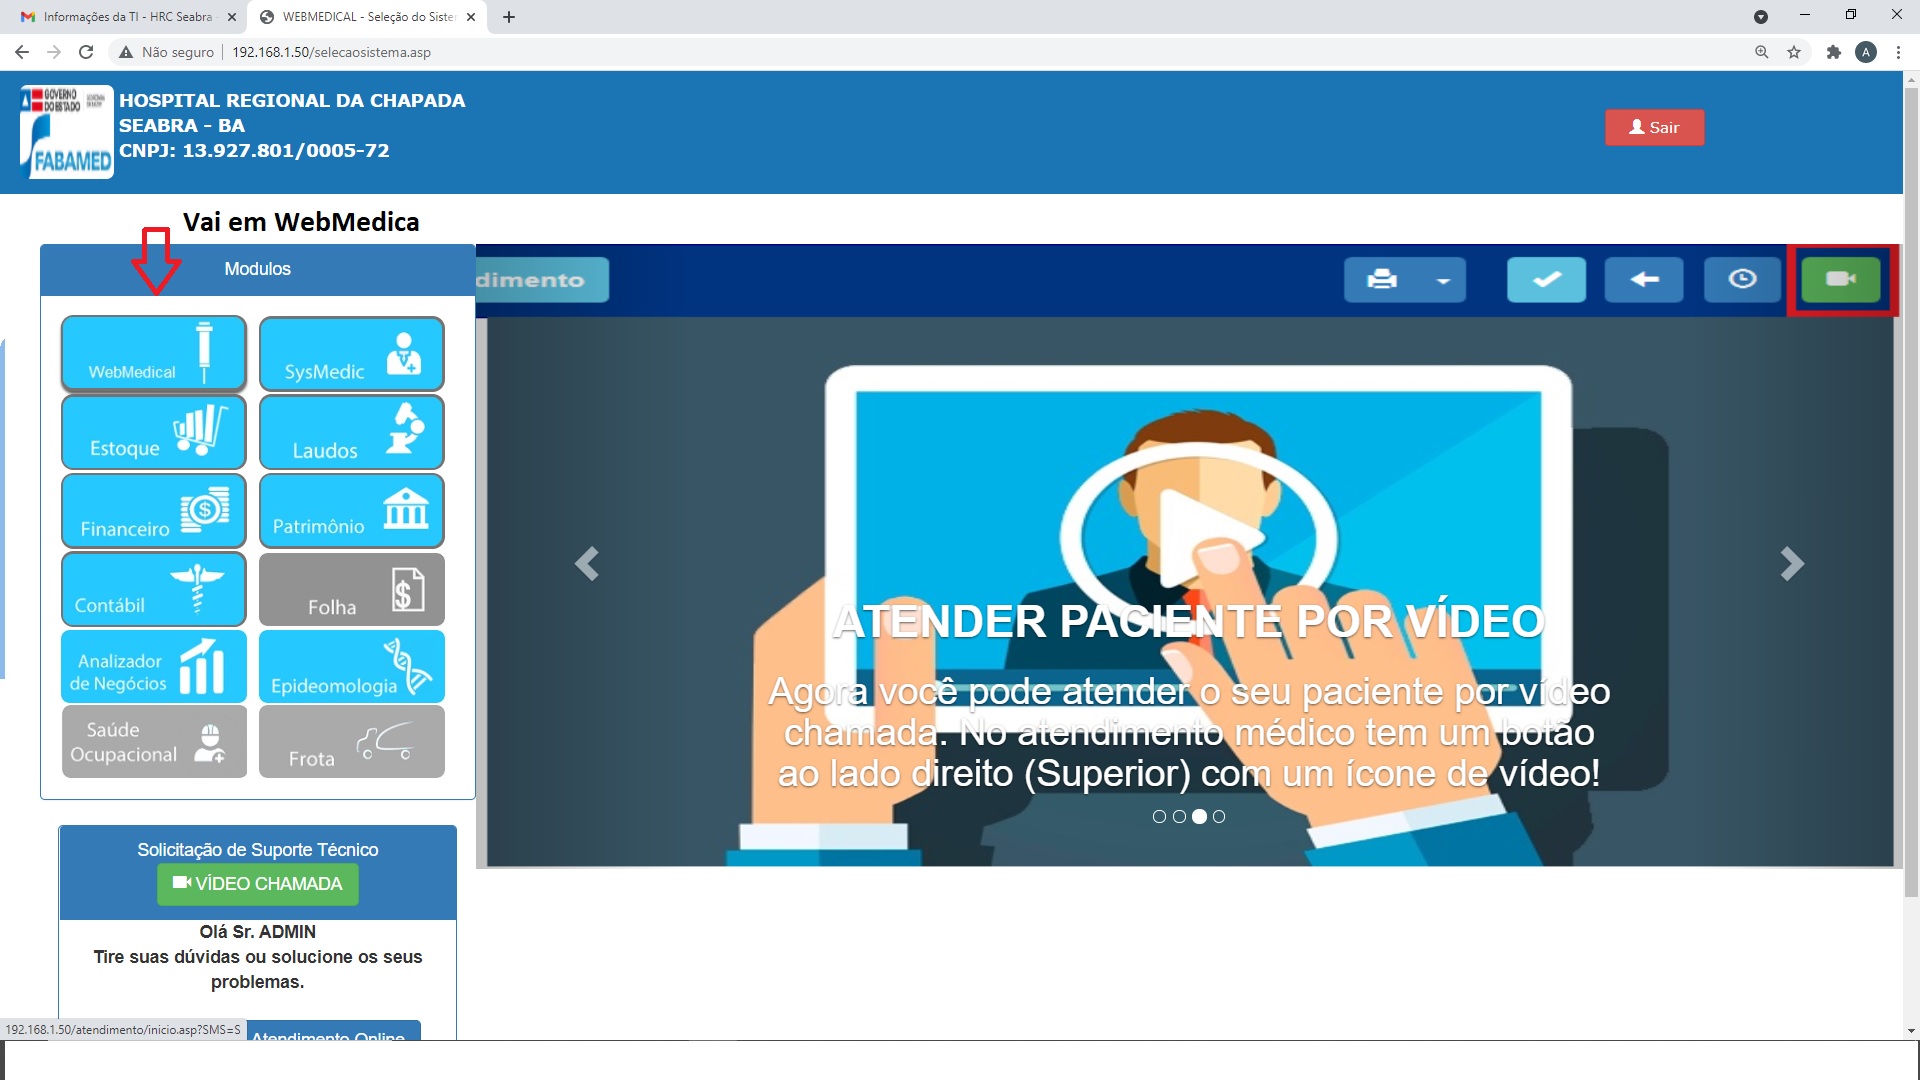 Informações da TI - HRC Seabra
WEBMEDICAL - Seleção do Sister
Não seguro
192.168.1.50/selecaosistema.asp
A
GOVERNO
DO ESTADO
FABAMED
HOSPITAL REGIONAL DA CHAPADA
SEABRA - BA
CNPJ: 13.927.801/0005-72
Sair
Vai em WebMedica
Modulos
WebMedical
SysMedic
Estoque
Laudos
Financeiro
Patrimônio
Contábil
Folha
Analizador
de Negócios
Epideomologia
Saúde
Ocupacional
Frota
dimento
ATENDER PACIENTE POR VÍDEO
Agora você pode atender o seu paciente por vídeo
chamada. No atendimento médico tem um botão
ao lado direito (Superior) com um ícone de vídeo!
Solicitação de Suporte Técnico
VÍDEO CHAMADA
Olá Sr. ADMIN
Tire suas dúvidas ou solucione os seus
problemas.
Atendimento Online
192.168.1.50/atendimento/inicio.asp?SMS=S